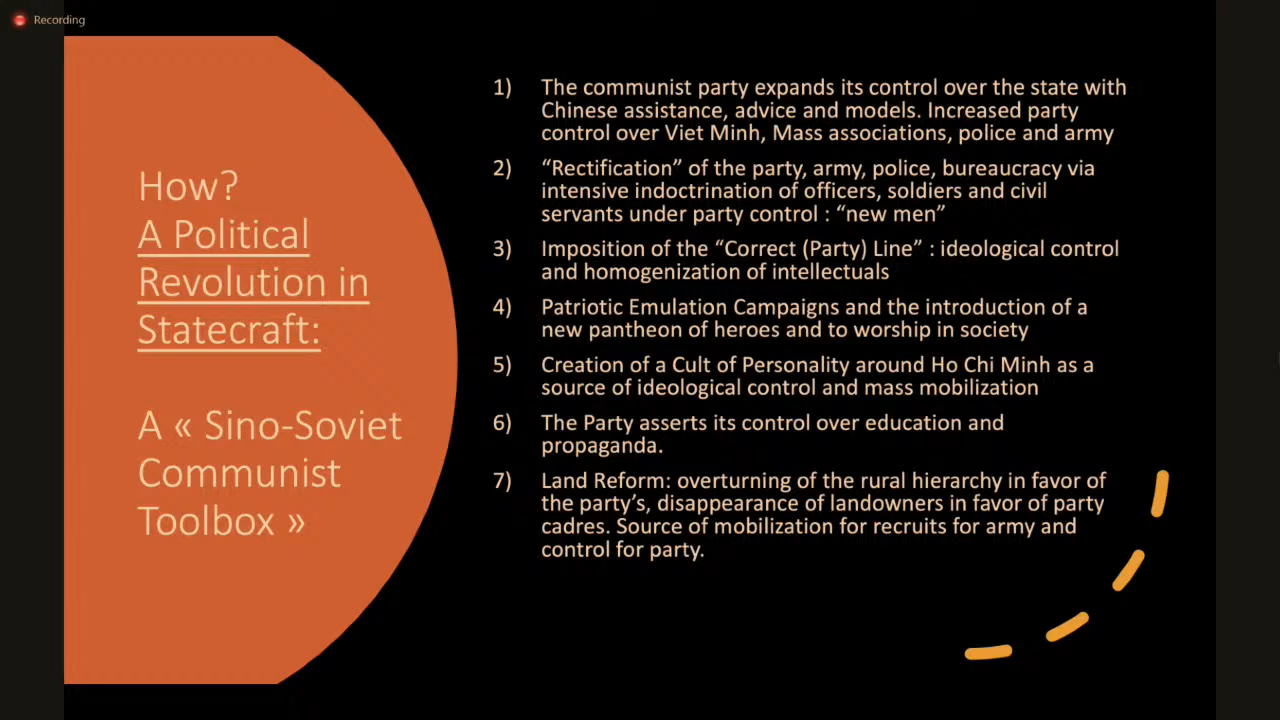 Recording
How?
A Political
Revolution in
Statecraft:
A « Sino-Soviet
Communist
Toolbox »
1) The communist party expands its control over the state with
Chinese assistance, advice and models. Increased party
control over Viet Minh, Mass associations, police and army
2) “Rectification” of the party, army, police, bureaucracy via
intensive indoctrination of officers, soldiers and civil
servants under party control : “new men”
3) Imposition of the “Correct (Party) Line” : ideological control
and homogenization of intellectuals
4) Patriotic Emulation Campaigns and the introduction of a
new pantheon of heroes and to worship in society
5) Creation of a Cult of Personality around Ho Chi Minh as a
source of ideological control and mass mobilization
6) The Party asserts its control over education and
propaganda.
7) Land Reform: overturning of the rural hierarchy in favor of
the party’s, disappearance of landowners in favor of party
cadres. Source of mobilization for recruits for army and
control for party.